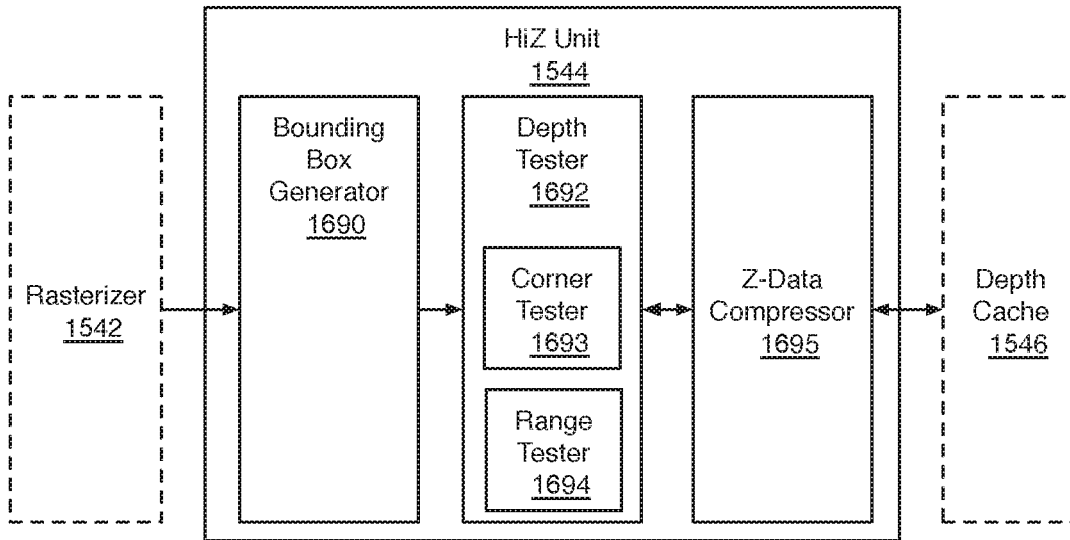 HiZ Unit
1544
Rasterizer
1542
Bounding
Box
Generator
1690
Depth
Tester
1692
Corner
Tester
1693
Range
Tester
1694
Z-Data
Compressor
1695
Depth
Cache
1546